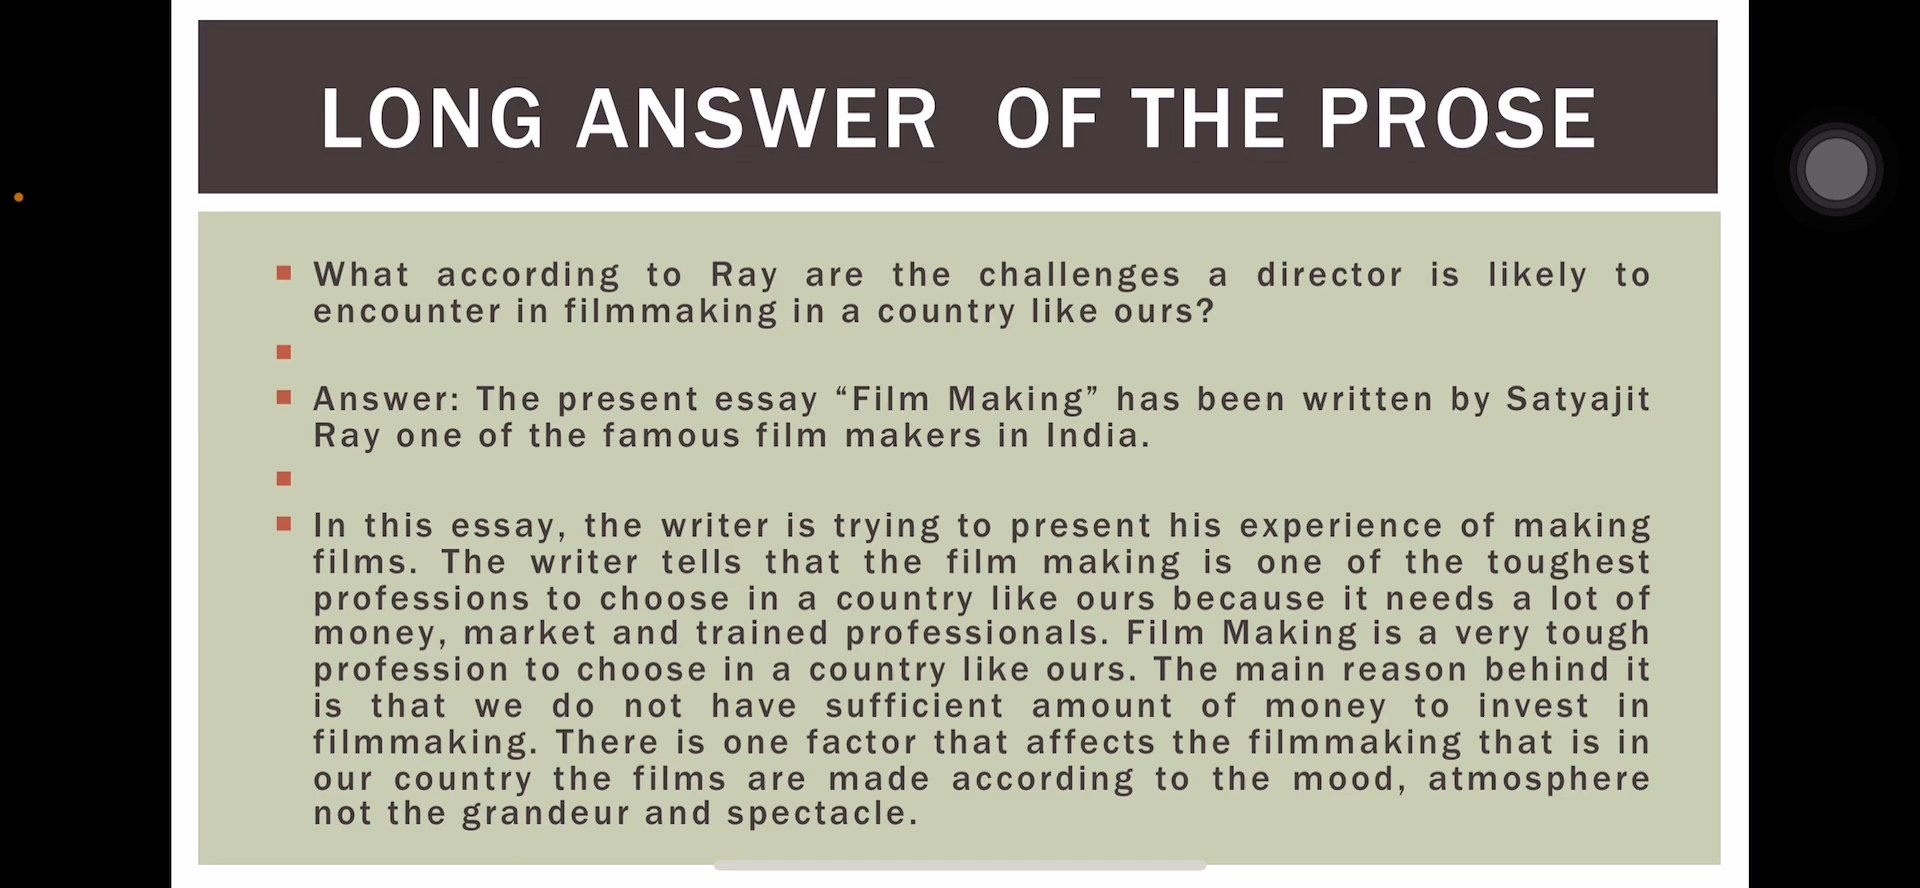 LONG ANSWER OF THE PROSE
What according to Ray are the challenges a director is likely to
encounter in filmmaking in a country like ours?
Answer: The present essay “Film Making” has been written by Satyajit
Ray one of the famous film makers in India.
In this essay, the writer is trying to present his experience of making
films. The writer tells that the film making is one of the toughest
professions to choose in a country like ours because it needs a lot of
money, market and trained professionals. Film Making is a very tough
profession to choose in a country like ours. The main reason behind it
is that we do not have sufficient amount of money to invest in
filmmaking. There is one factor that affects the filmmaking that is in
our country the films are made according to the mood, atmosphere
not the grandeur and spectacle.